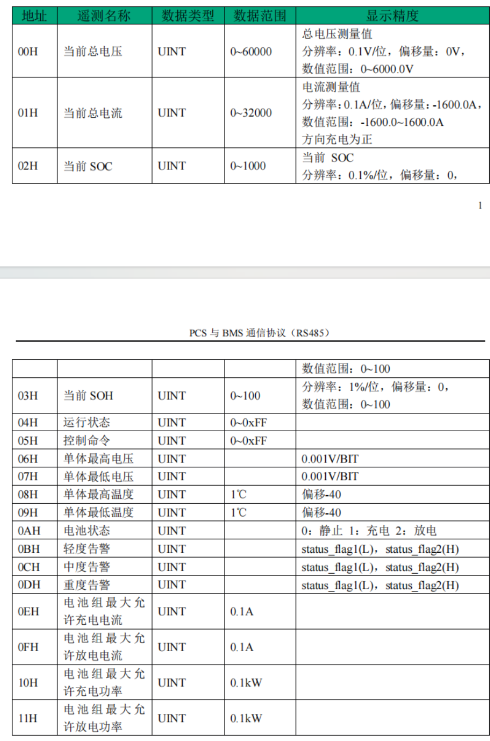 地址 遥测名称 数据类型 数据范围 显示精度
00H 当前总电压 UINT 0~60000 总电压测量值
分辨率：0.1V/位，偏移量：0V，
数值范围：0~6000.0V
01H 当前总电流 UINT 0~32000 电流测量值
分辨率：0.1A/位，偏移量：-1600.0A，
数值范围：-1600.0~1600.0A
方向充电为正
02H 当前 SOC UINT 0~1000 当前 SOC
分辨率：0.1%/位，偏移量：0，
1
PCS 与 BMS 通信协议（RS485）
数值范围：0~100
03H 当前 SOH UINT 0~100 分辨率：1%/位，偏移量：0，
数值范围：0~100
04H 运行状态 UINT 0~0xFF
05H 控制命令 UINT 0~0xFF
06H 单体最高电压 UINT 0.001V/BIT
07H 单体最低电压 UINT 0.001V/BIT
08H 单体最高温度 UINT 1℃ 偏移-40
09H 单体最低温度 UINT 1℃ 偏移-40
0AH 电池状态 UINT 0：静止 1：充电 2：放电
0BH 轻度告警 UINT status_flag1(L)，status_flag2(H)
0CH 中度告警 UINT status_flag1(L)，status_flag2(H)
0DH 重度告警 UINT status_flag1(L)，status_flag2(H)
0EH 电池组最大允 UINT 0.1A
许充电电流
0FH 电池组最大允 UINT 0.1A
许放电电流
10H 电池组最大允 UINT 0.1kW
许充电功率
11H 电池组最大允 UINT 0.1kW
许放电功率